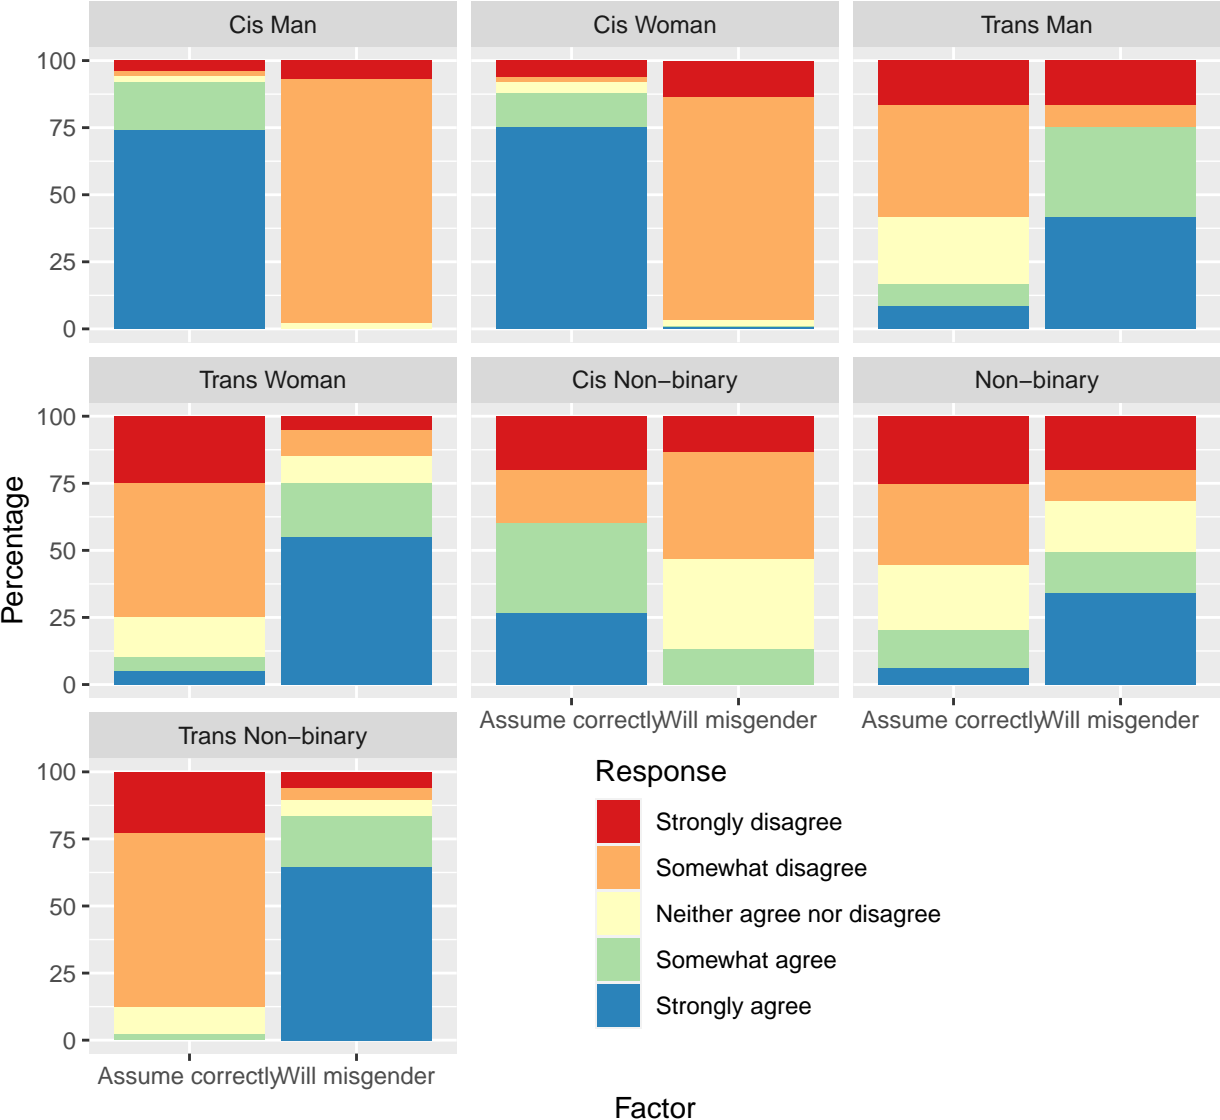 Cis Man
Cis Woman
Trans Man
100
75
50
25
0
Trans Woman
Cis Non−binary
Non−binary
100
75
50
25
0
Percentage
Assume correctly Will misgender
Assume correctly Will misgender
Trans Non−binary
100
75
50
25
0
Assume correctly Will misgender
Response
Strongly disagree
Somewhat disagree
Neither agree nor disagree
Somewhat agree
Strongly agree
Factor